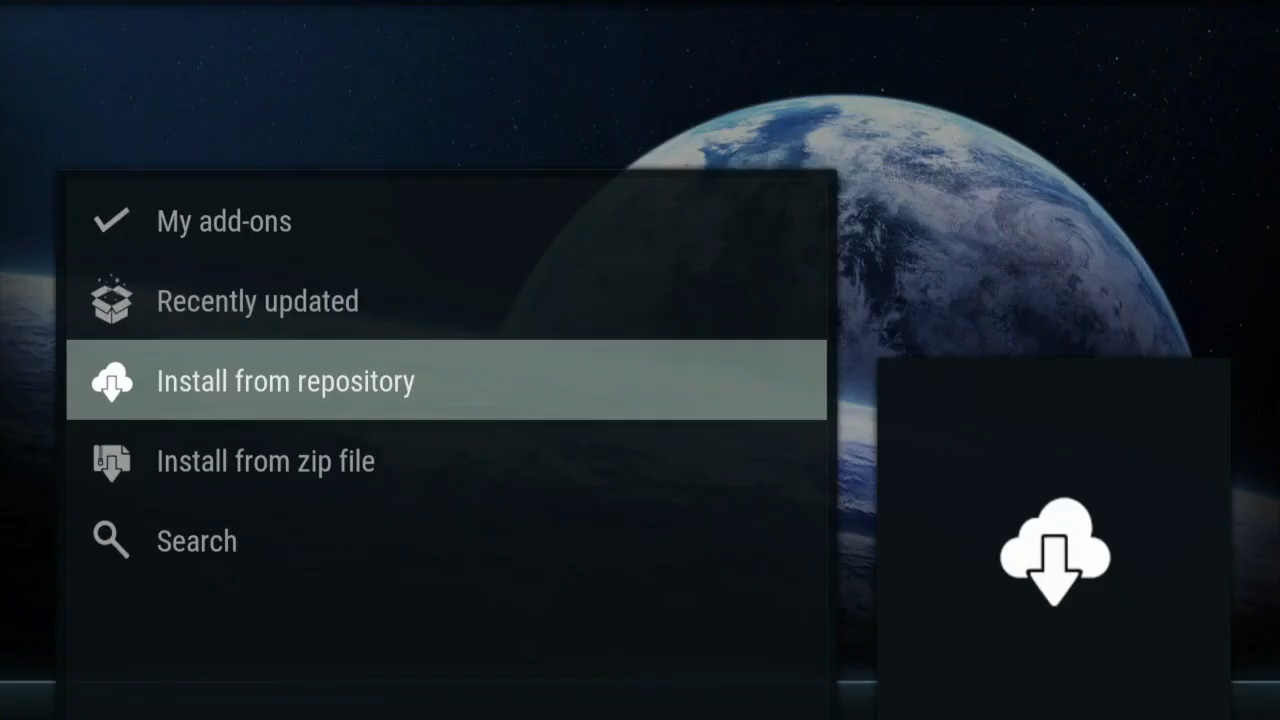 My add-ons
Recently updated
Install from repository
Install from zip file
Search